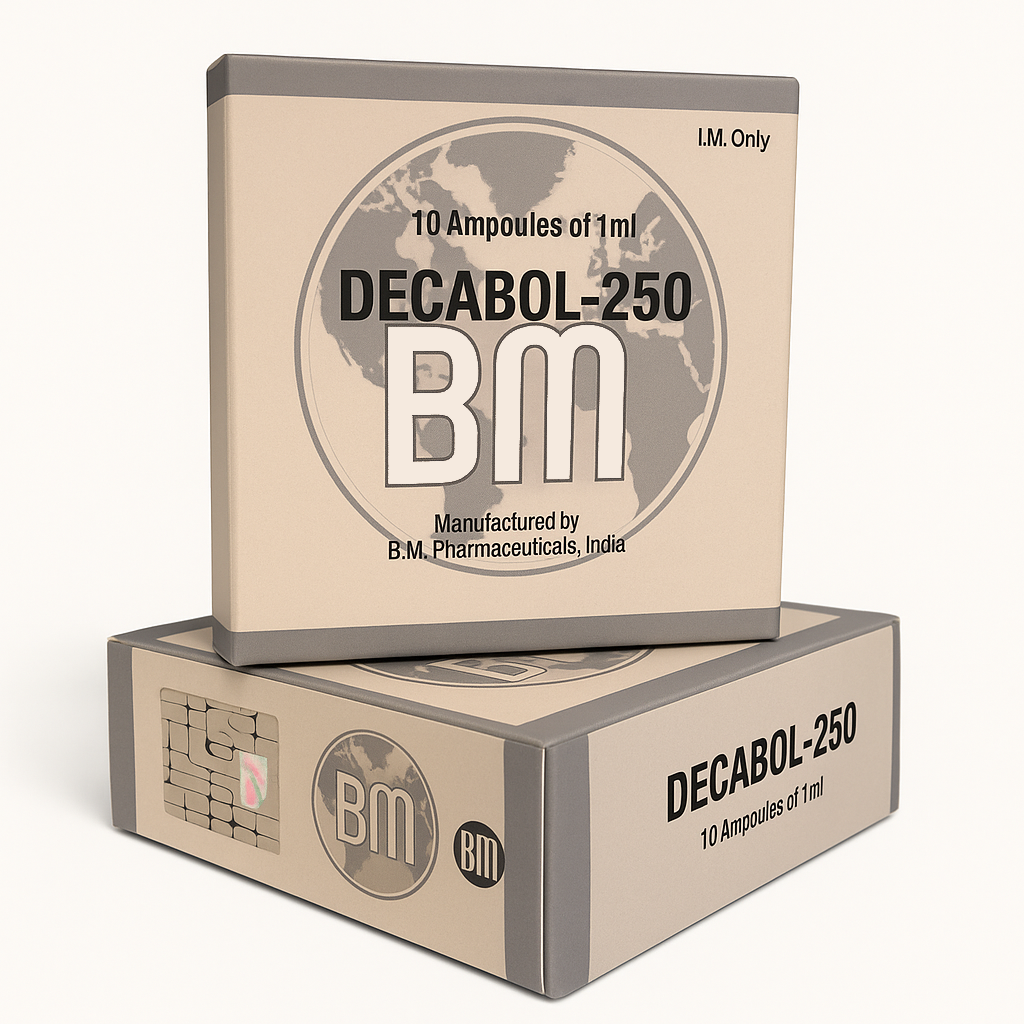 I.M. Only
10 Ampoules of 1ml
DECABOL-250
BM
Manufactured by
B.M. Pharmaceuticals, India
BM
BM
DECABOL-250
10 Ampoules of 1ml